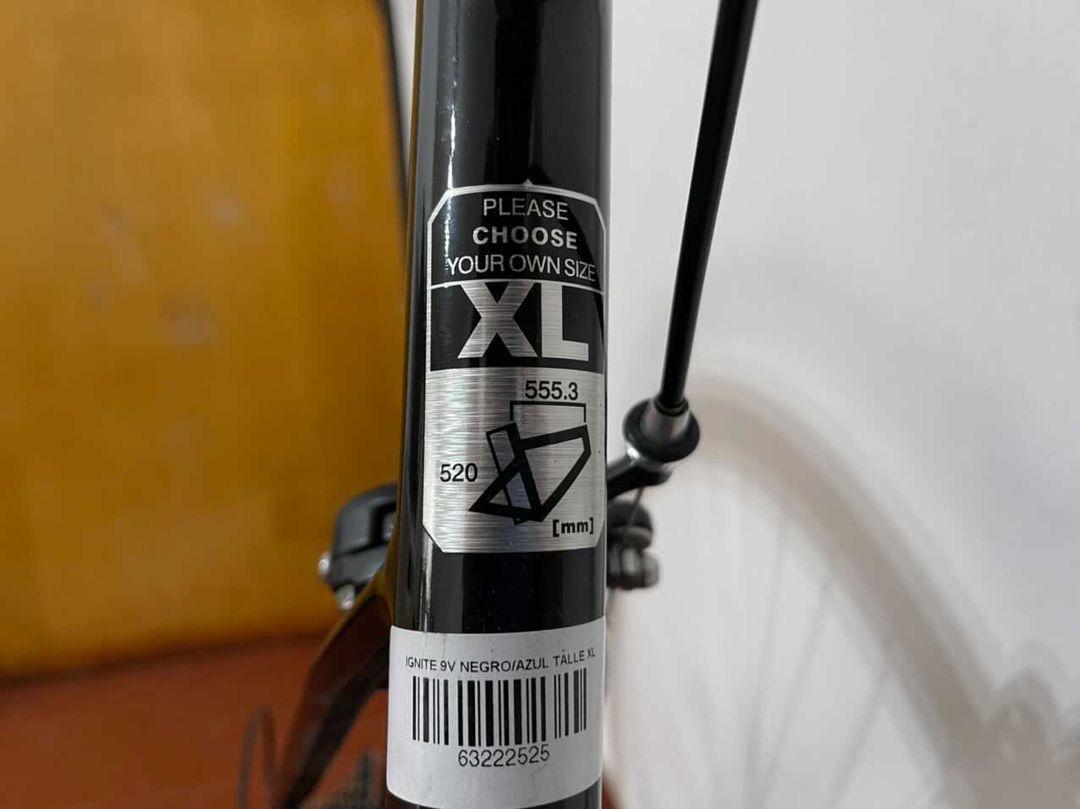 PLEASE
CHOOSE
YOUR OWN SIZE
XL
555.3
520
[mm]
IGNITE 9V NEGRO/AZUL TALLE XL
63222525